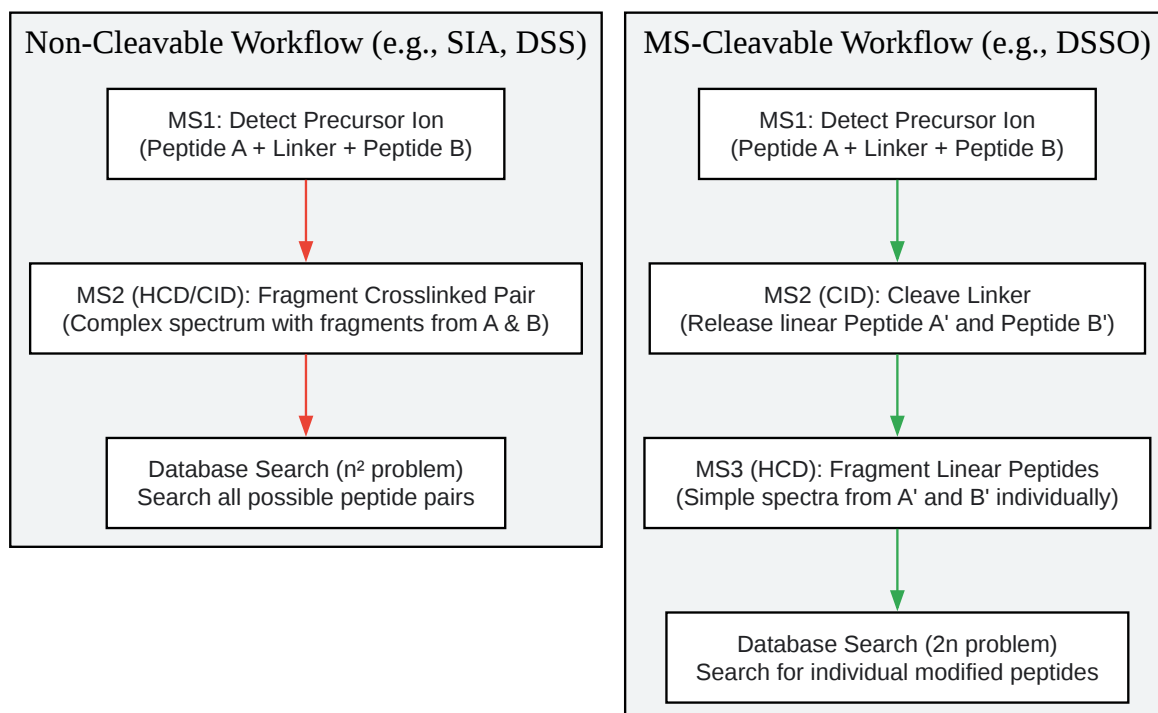 Non-Cleavable Workflow (e.g., SIA, DSS)
MS1: Detect Precursor Ion
(Peptide A + Linker + Peptide B)
MS2 (HCD/CID): Fragment Crosslinked Pair
(Complex spectrum with fragments from A & B)
Database Search (n² problem)
Search all possible peptide pairs
MS-Cleavable Workflow (e.g., DSSO)
MS1: Detect Precursor Ion
(Peptide A + Linker + Peptide B)
MS2 (CID): Cleave Linker
(Release linear Peptide A' and Peptide B')
MS3 (HCD): Fragment Linear Peptides
(Simple spectra from A' and B' individually)
Database Search (2n problem)
Search for individual modified peptides